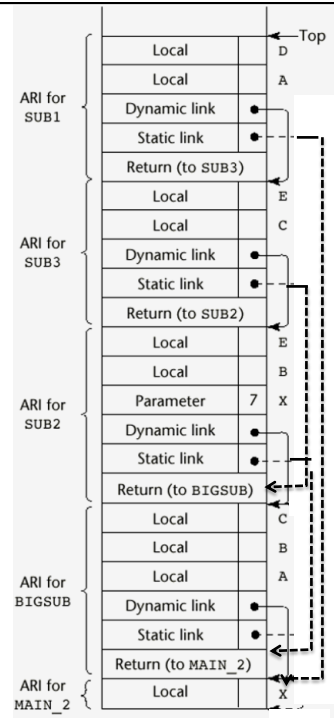 Top
Local D
Local A
ARI for
SUB1
Dynamic link
Static link
Return (to SUB3)
Local E
Local C
ARI for
SUB3
Dynamic link
Static link
Return (to SUB2)
Local E
Local B
ARI for
SUB2
Parameter 7 X
Dynamic link
Static link
Return (to BIGSUB)
Local C
Local B
Local A
ARI for
BIGSUB
Dynamic link
Static link
Return (to MAIN_2)
ARI for
MAIN_2
Local X